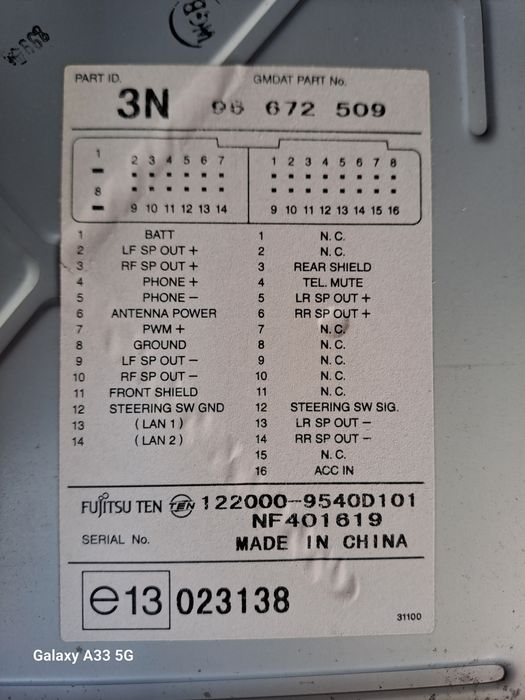 PART ID. GMDAT PART No.
3N 96 672 509
1 2 3 4 5 6 7 1 2 3 4 5 6 7 8
8 9 10 11 12 13 14 9 10 11 12 13 14 15 16
1 BATT 1 N.C.
2 LF SP OUT + 2 N.C.
3 RF SP OUT + 3 REAR SHIELD
4 PHONE + 4 TEL. MUTE
5 PHONE − 5 LR SP OUT +
6 ANTENNA POWER 6 RR SP OUT +
7 PWM + 7 N.C.
8 GROUND 8 N.C.
9 LF SP OUT − 9 N.C.
10 RF SP OUT − 10 N.C.
11 FRONT SHIELD 11 N.C.
12 STEERING SW GND 12 STEERING SW SIG.
13 ( LAN 1 ) 13 LR SP OUT −
14 ( LAN 2 ) 14 RR SP OUT −
15 N.C.
16 ACC IN
FUJITSU TEN TEN 122000-9540D101
NF401619
SERIAL No. MADE IN CHINA
e13 023138
31100
Galaxy A33 5G